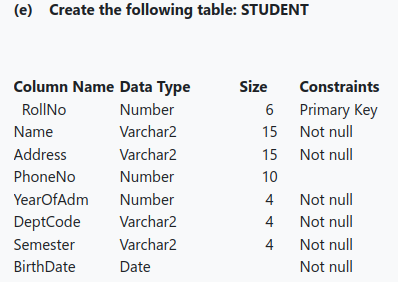 (e) Create the following table: STUDENT
Column Name Data Type Size Constraints
RollNo Number 6 Primary Key
Name Varchar2 15 Not null
Address Varchar2 15 Not null
PhoneNo Number 10
YearOfAdm Number 4 Not null
DeptCode Varchar2 4 Not null
Semester Varchar2 4 Not null
BirthDate Date Not null